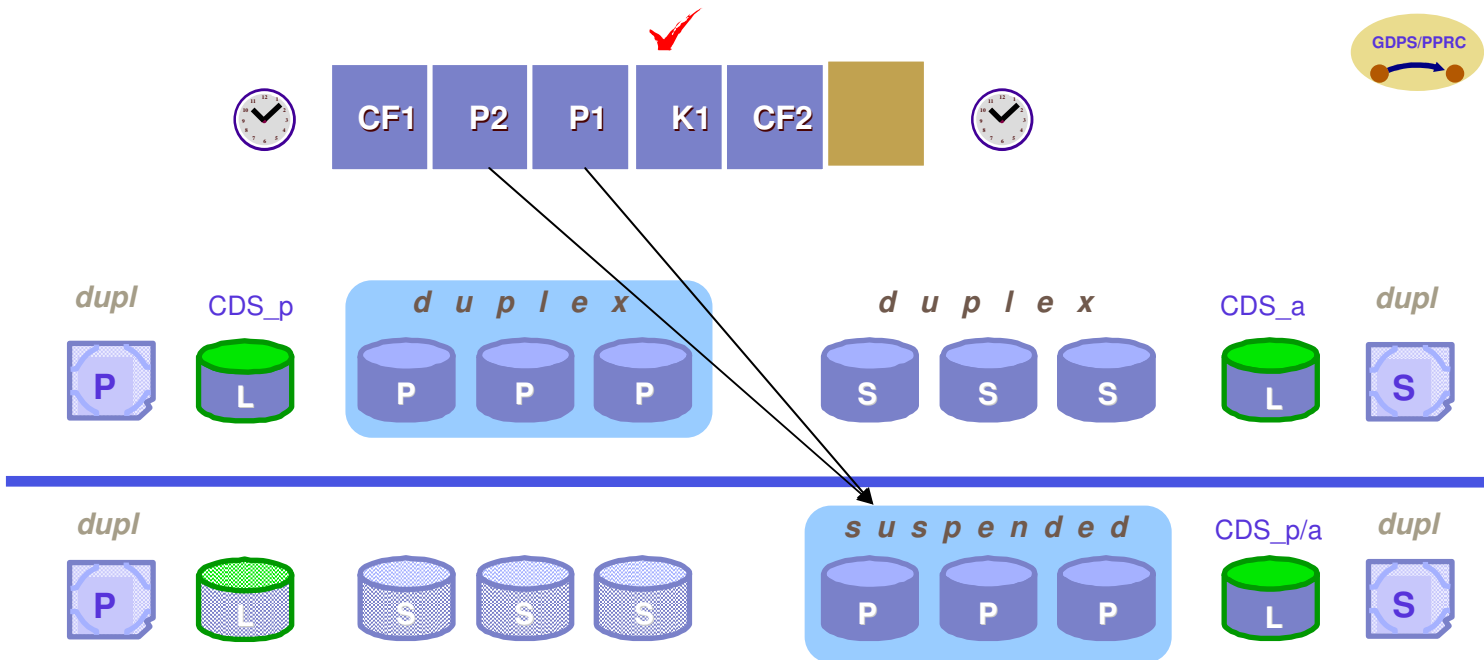 GDPS/PPRC
CF1 P2 P1 K1 CF2
dupl CDS_p d u p l e x d u p l e x CDS_a dupl
P L P P P S S S L S
dupl s u s p e n d e d CDS_p/a dupl
P L S S S P P P L S